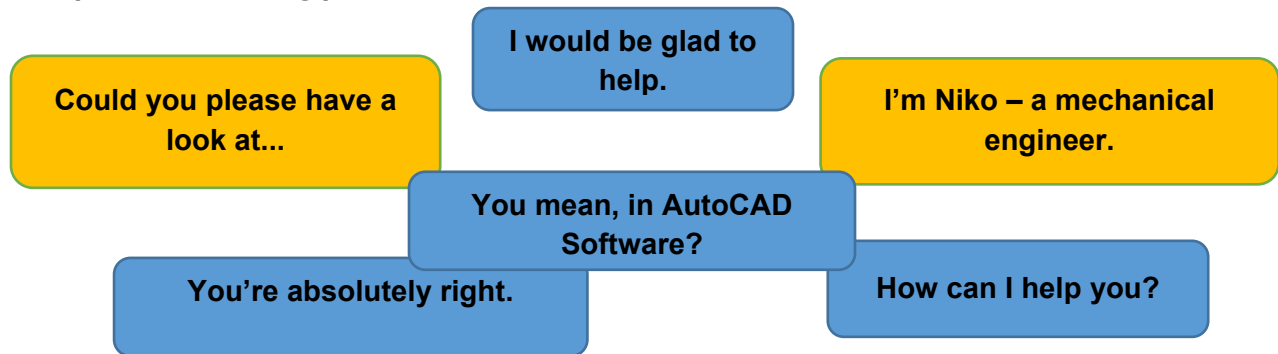 I would be glad to
help.
Could you please have a
look at...
I’m Niko – a mechanical
engineer.
You mean, in AutoCAD
Software?
You’re absolutely right.
How can I help you?